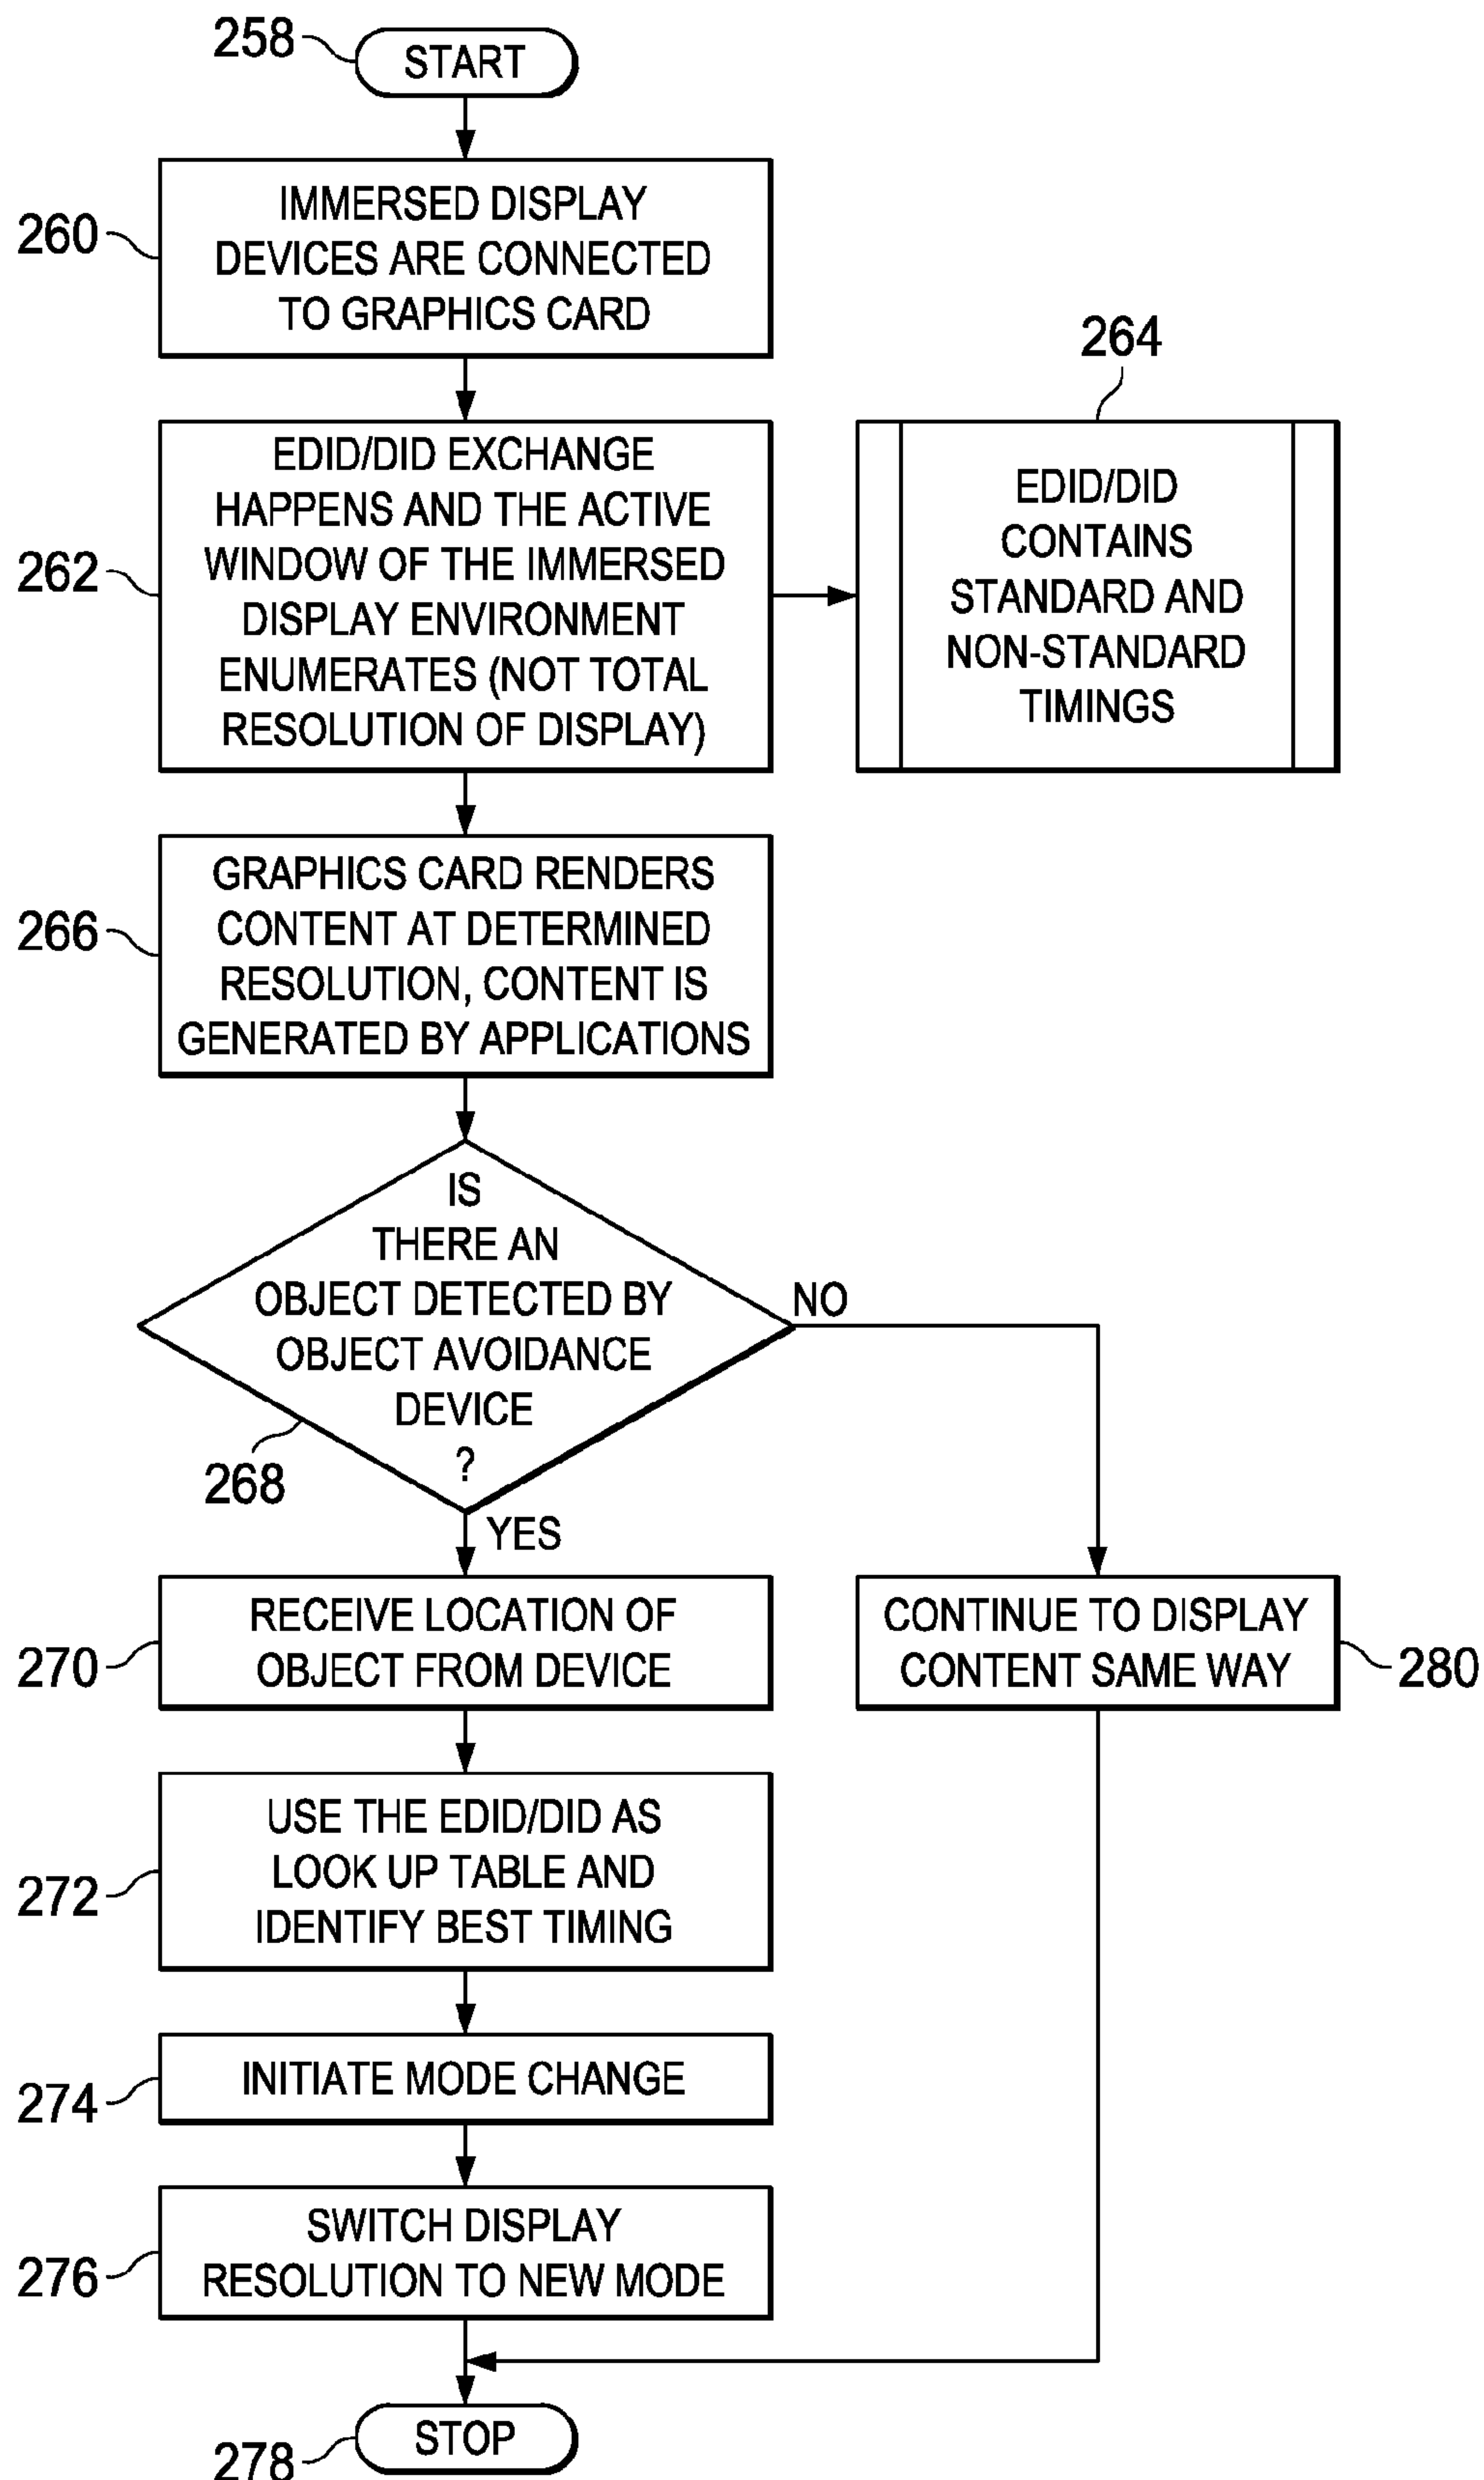 258
START
260
IMMERSED DISPLAY
DEVICES ARE CONNECTED
TO GRAPHICS CARD
262
EDID/DID EXCHANGE
HAPPENS AND THE ACTIVE
WINDOW OF THE IMMERSED
DISPLAY ENVIRONMENT
ENUMERATES (NOT TOTAL
RESOLUTION OF DISPLAY)
264
EDID/DID
CONTAINS
STANDARD AND
NON-STANDARD
TIMINGS
266
GRAPHICS CARD RENDERS
CONTENT AT DETERMINED
RESOLUTION, CONTENT IS
GENERATED BY APPLICATIONS
IS
THERE AN
OBJECT DETECTED BY
OBJECT AVOIDANCE
DEVICE
?
268
NO
YES
270
RECEIVE LOCATION OF
OBJECT FROM DEVICE
CONTINUE TO DISPLAY
CONTENT SAME WAY
280
272
USE THE EDID/DID AS
LOOK UP TABLE AND
IDENTIFY BEST TIMING
274
INITIATE MODE CHANGE
276
SWITCH DISPLAY
RESOLUTION TO NEW MODE
278
STOP